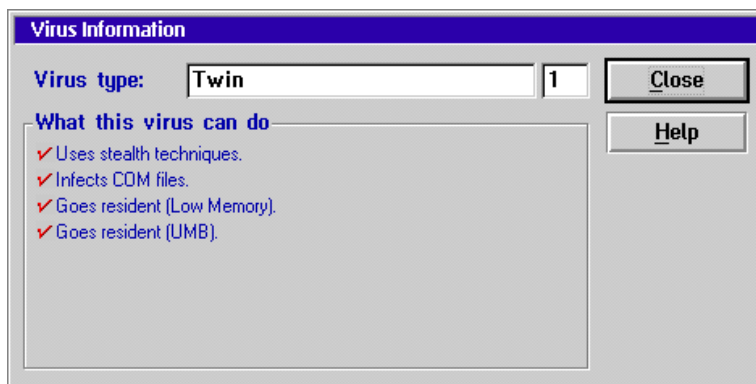 Virus Information
Virus type: Twin 1 Close
What this virus can do
Help
✓ Uses stealth techniques.
✓ Infects COM files.
✓ Goes resident (Low Memory).
✓ Goes resident (UMB).